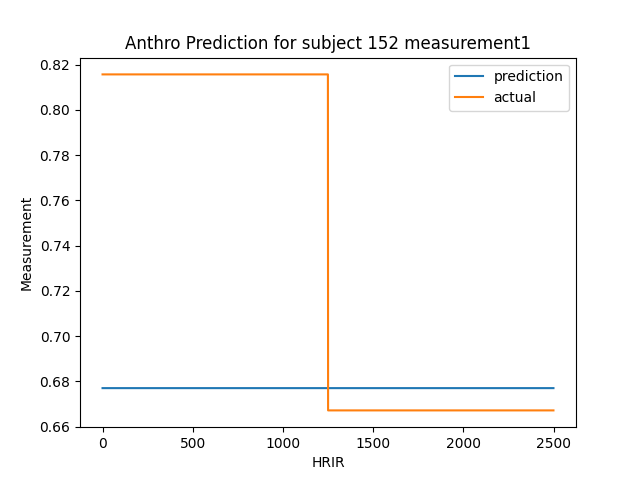 Anthro Prediction for subject 152 measurement1
prediction
actual
0.82
0.80
0.78
0.76
0.74
0.72
0.70
0.68
0.66
Measurement
0 500 1000 1500 2000 2500
HRIR